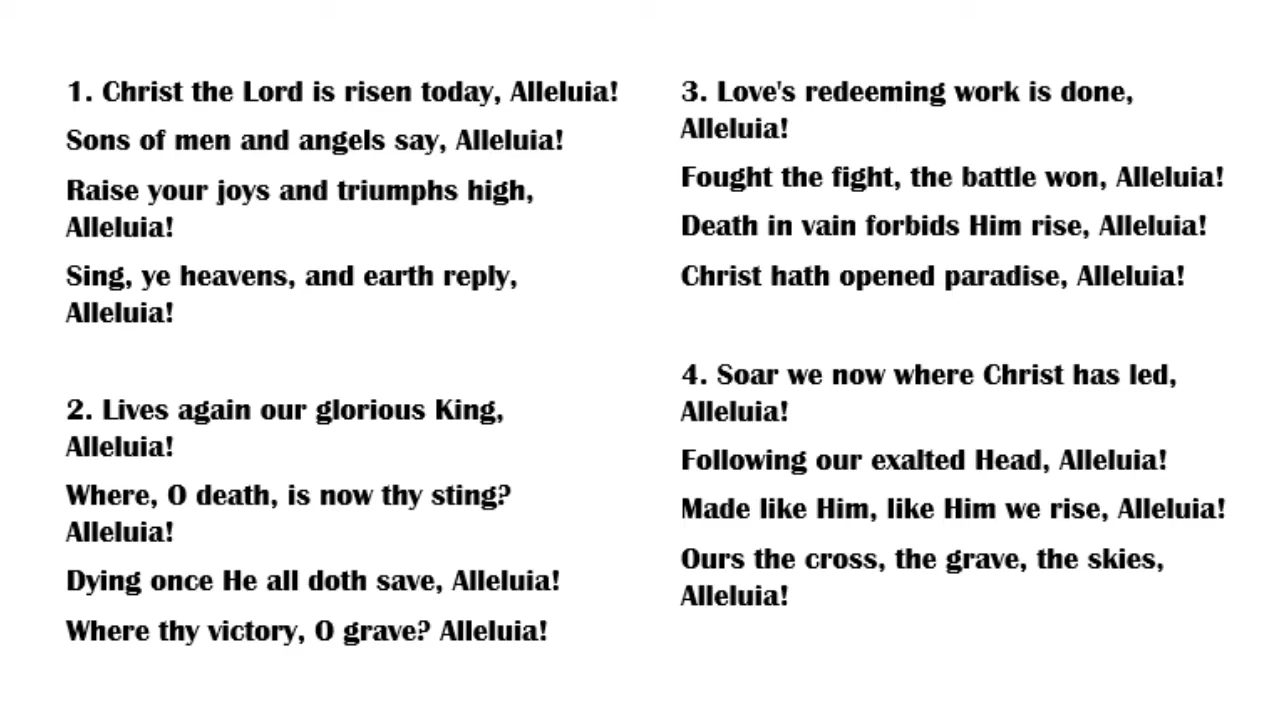 1. Christ the Lord is risen today, Alleluia!
Sons of men and angels say, Alleluia!
Raise your joys and triumphs high,
Alleluia!
Sing, ye heavens, and earth reply,
Alleluia!
2. Lives again our glorious King,
Alleluia!
Where, O death, is now thy sting?
Alleluia!
Dying once He all doth save, Alleluia!
Where thy victory, O grave? Alleluia!
3. Love's redeeming work is done,
Alleluia!
Fought the fight, the battle won, Alleluia!
Death in vain forbids Him rise, Alleluia!
Christ hath opened paradise, Alleluia!
4. Soar we now where Christ has led,
Alleluia!
Following our exalted Head, Alleluia!
Made like Him, like Him we rise, Alleluia!
Ours the cross, the grave, the skies,
Alleluia!